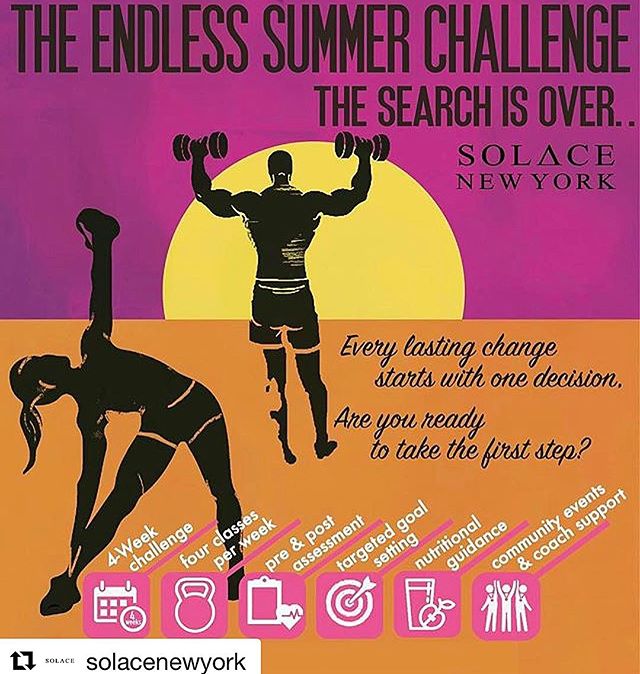 THE ENDLESS SUMMER CHALLENGE
THE SEARCH IS OVER..
SOLΛCE
NEW YORK
Every lasting change
starts with one decision,
Are you ready
to take the first step?
4-Week
challenge
four classes
per week
pre & post
assessment
targeted goal
setting
nutritional
guidance
community events
& coach support
4
weeks
SOLACE
solacenewyork